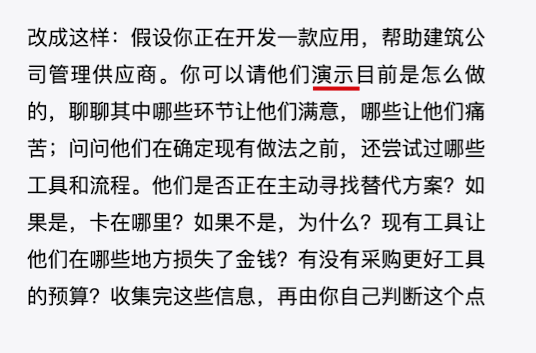 改成这样：假设你正在开发一款应用，帮助建筑公
司管理供应商。你可以请他们演示目前是怎么做
的，聊聊其中哪些环节让他们满意，哪些让他们痛
苦；问问他们在确定现有做法之前，还尝试过哪些
工具和流程。他们是否正在主动寻找替代方案？如
果是，卡在哪里？如果不是，为什么？现有工具让
他们在哪些地方损失了金钱？有没有采购更好工具
的预算？收集完这些信息，再由你自己判断这个点